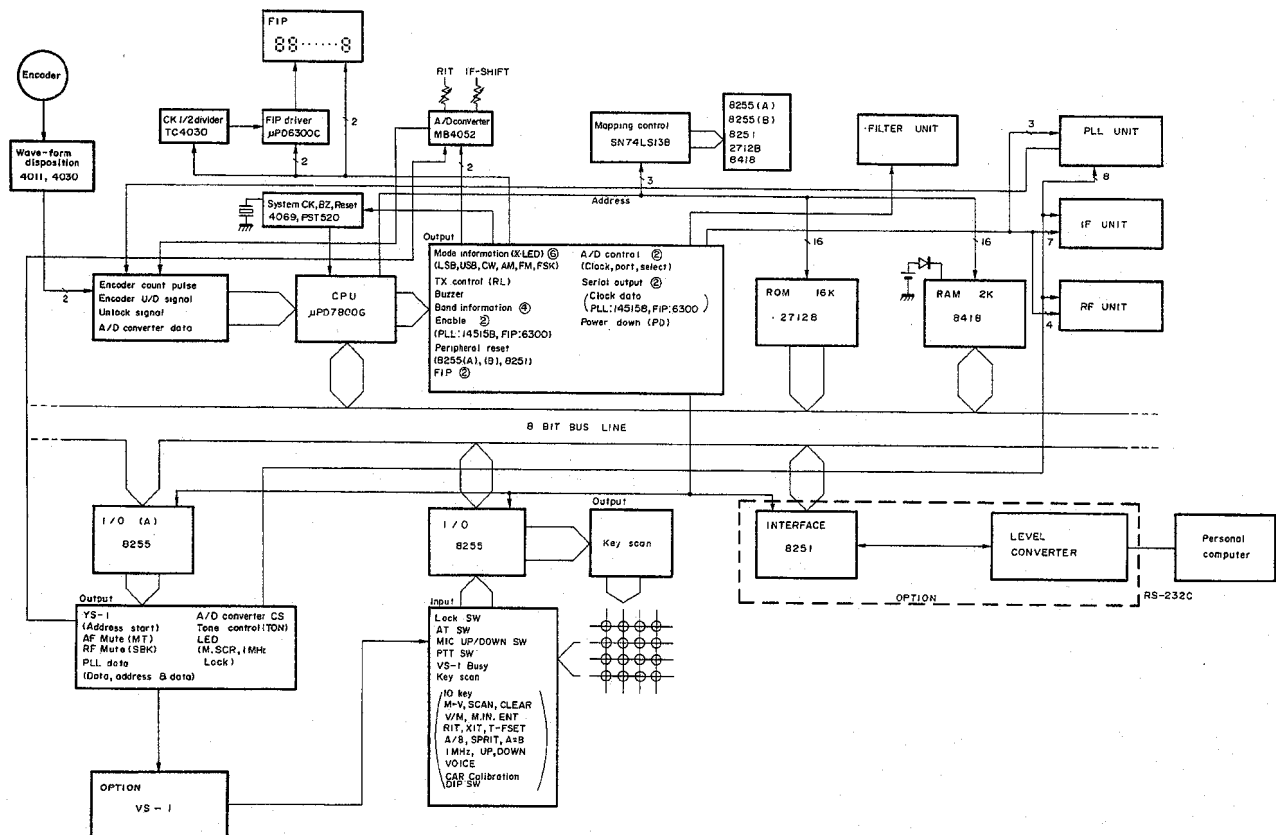 FIP
88······8
Encoder
RIT IF-SHIFT
CK 1/2 divider
TC4030
FIP driver
μPD6300C
2
A/D converter
MB4052
Mapping control
SN74LS138
8255(A)
8255(B)
8251
27128
8418
FILTER UNIT
3
PLL UNIT
Wave-form
disposition
4011, 4030
2
2
3
8
Address
System CK, BZ, Reset
4069, PST520
IF UNIT
7
16
16
2
Encoder count pulse
Encoder U/D signal
Unlock signal
A/D converter data
CPU
μPD7800G
Output
Mode information (X-LED) ⑥
(LSB, USB, CW, AM, FM, FSK)
TX control (RL)
Buzzer
Band information ④
Enable ②
(PLL:14515B, FIP:6300)
Peripheral reset
(8255(A), (B), 8251)
FIP ②
A/D control ②
(Clock, port, select)
Serial output ②
(Clock data
PLL:14515B, FIP:6300)
Power down (PD)
ROM 16K
27128
RAM 2K
8418
RF UNIT
4
8 BIT BUS LINE
I/O (A)
8255
I/O
8255
Output
Key scan
INTERFACE
8251
LEVEL
CONVERTER
Personal
computer
OPTION
RS-232C
Output
YS-1
(Address start)
AF Mute (MT)
RF Mute (SBK)
PLL data
(Data, address & data)
A/D converter CS
Tone control (TON)
LED
(M.SCR, 1MHz
Lock)
Input
Lock SW
AT SW
MIC UP/DOWN SW
PTT SW
VS-1 Busy
Key scan
(10 key
M-V, SCAN, CLEAR
V/M, M.IN. ENT
RIT, XIT, T-FSET
A/B, SPRIT, A=B
1MHz, UP, DOWN
VOICE
CAR Calibration
DIP SW)
OPTION
VS-1